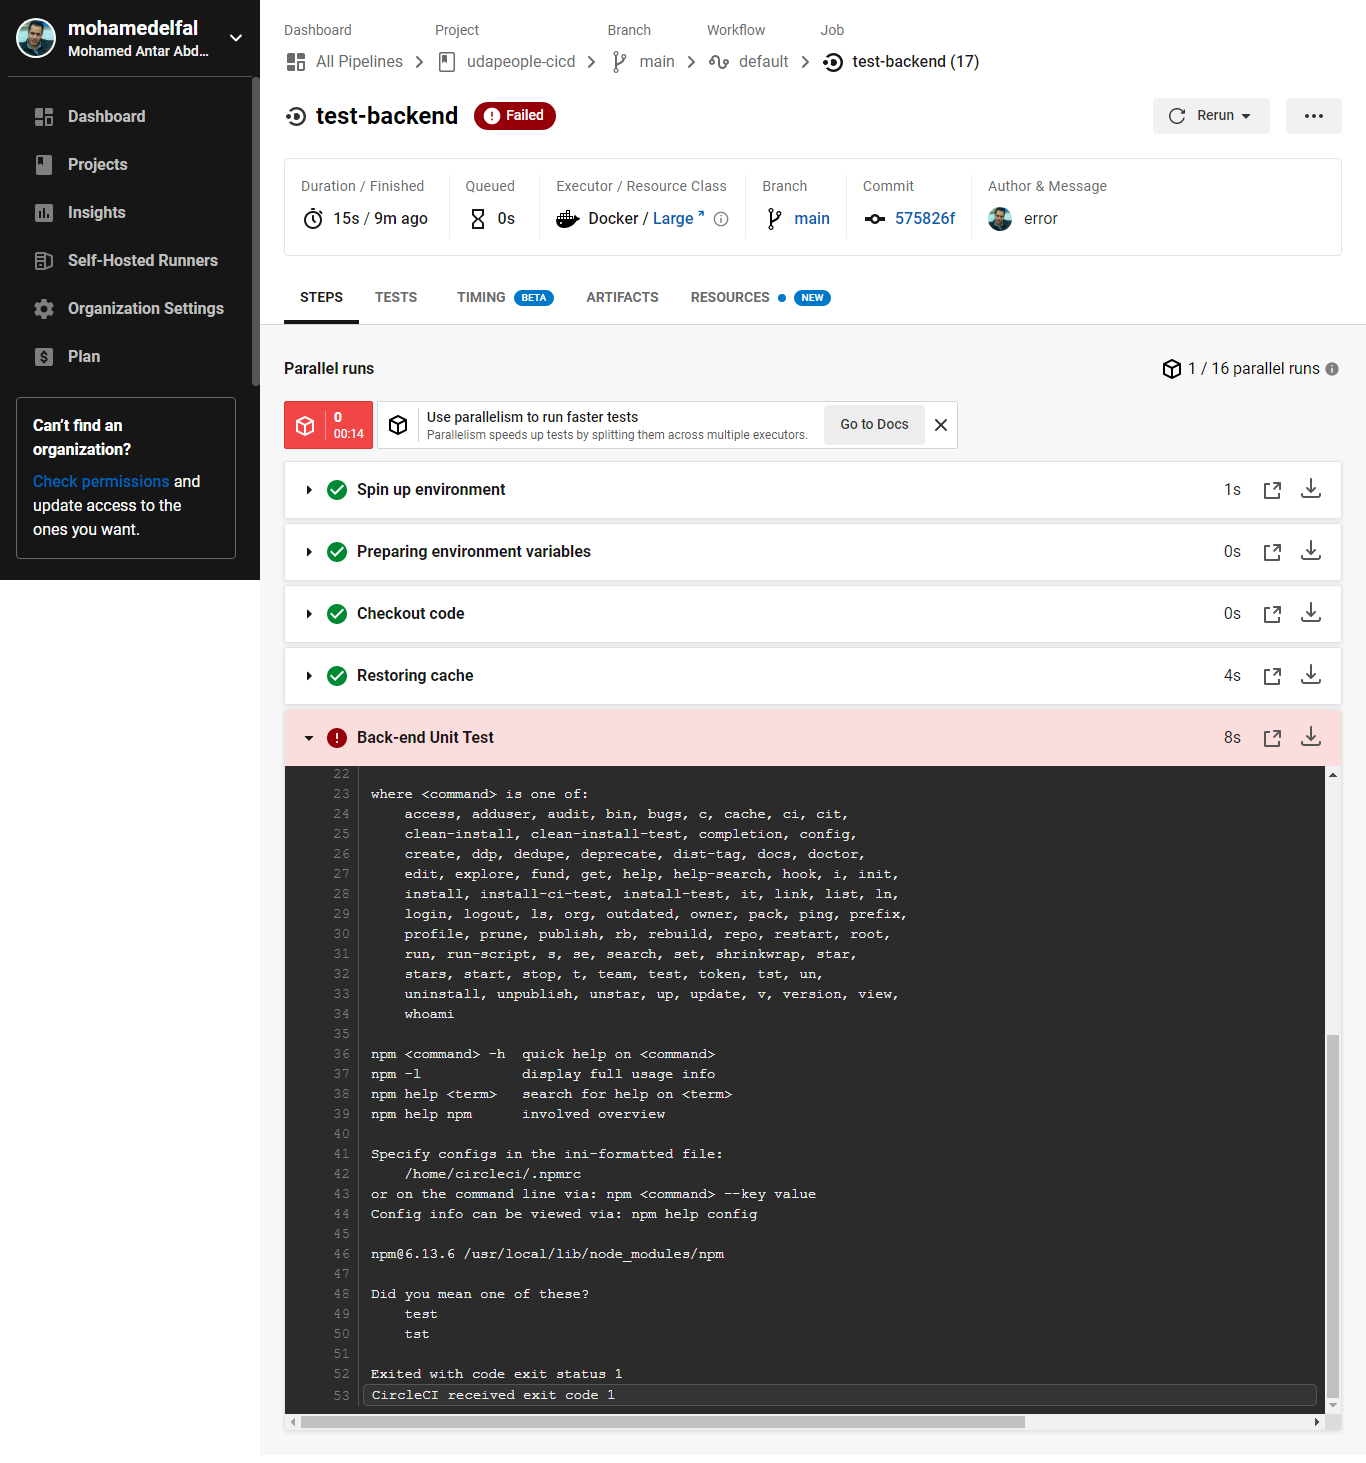 mohamedelfal
Mohamed Antar Abd...
Dashboard
Projects
Insights
Self-Hosted Runners
Organization Settings
Plan
Can't find an
organization?
Check permissions and
update access to the
ones you want.
Dashboard Project Branch Workflow Job
All Pipelines udapeople-cicd main default test-backend (17)
test-backend Failed Rerun
Duration / Finished Queued Executor / Resource Class Branch Commit Author & Message
15s / 9m ago 0s Docker / Large main 575826f error
STEPS TESTS TIMING BETA ARTIFACTS RESOURCES NEW
Parallel runs 1 / 16 parallel runs
0
00:14
Use parallelism to run faster tests
Parallelism speeds up tests by splitting them across multiple executors.
Go to Docs
Spin up environment 1s
Preparing environment variables 0s
Checkout code 0s
Restoring cache 4s
Back-end Unit Test 8s
22
23 where <command> is one of:
24 access, adduser, audit, bin, bugs, c, cache, ci, cit,
25 clean-install, clean-install-test, completion, config,
26 create, ddp, dedupe, deprecate, dist-tag, docs, doctor,
27 edit, explore, fund, get, help, help-search, hook, i, init,
28 install, install-ci-test, install-test, it, link, list, ln,
29 login, logout, ls, org, outdated, owner, pack, ping, prefix,
30 profile, prune, publish, rb, rebuild, repo, restart, root,
31 run, run-script, s, se, search, set, shrinkwrap, star,
32 stars, start, stop, t, team, test, token, tst, un,
33 uninstall, unpublish, unstar, up, update, v, version, view,
34 whoami
35
36 npm <command> -h quick help on <command>
37 npm -l display full usage info
38 npm help <term> search for help on <term>
39 npm help npm involved overview
40
41 Specify configs in the ini-formatted file:
42 /home/circleci/.npmrc
43 or on the command line via: npm <command> --key value
44 Config info can be viewed via: npm help config
45
46 npm@6.13.6 /usr/local/lib/node_modules/npm
47
48 Did you mean one of these?
49 test
50 tst
51
52 Exited with code exit status 1
53 CircleCI received exit code 1